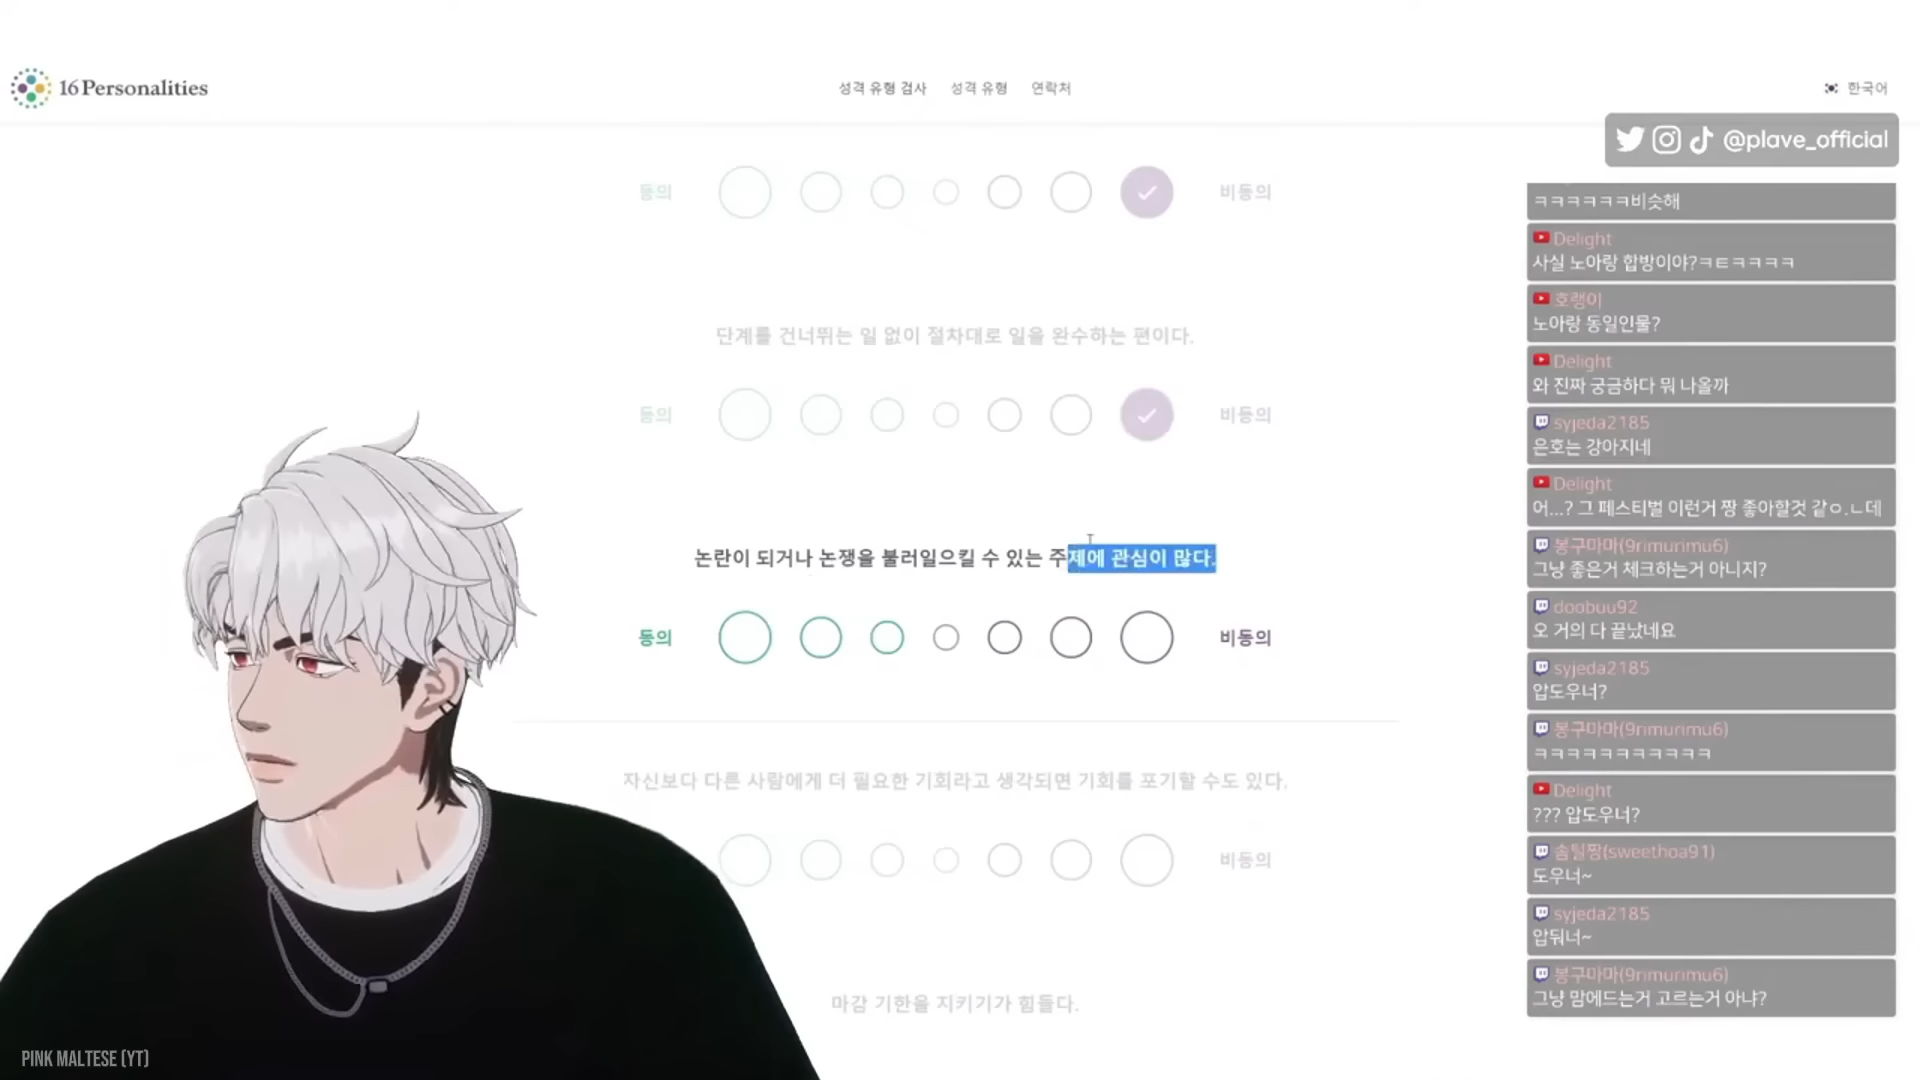 16Personalities
성격 유형 검사 성격 유형 연락처
한국어
@plave_official
동의 비동의
단계를 건너뛰는 일 없이 절차대로 일을 완수하는 편이다.
동의 비동의
논란이 되거나 논쟁을 불러일으킬 수 있는 주제에 관심이 많다.
동의 비동의
자신보다 다른 사람에게 더 필요한 기회라고 생각되면 기회를 포기할 수도 있다.
비동의
마감 기한을 지키기가 힘들다.
ㅋㅋㅋㅋㅋㅋ비슷해
Delight
사실 노아랑 합방이야?ㅋㅌㅋㅋㅋㅋ
호랭이
노아랑 동일인물?
Delight
와 진짜 궁금하다 뭐 나올까
syjeda2185
은호는 강아지네
Delight
어...? 그 페스티벌 이런거 짱 좋아할것 같ㅇ.ㄴ데
봉구마마(9rimurimu6)
그냥 좋은거 체크하는거 아니지?
doobuu92
오 거의 다 끝났네요
syjeda2185
압도우너?
봉구마마(9rimurimu6)
ㅋㅋㅋㅋㅋㅋㅋㅋㅋㅋㅋ
Delight
??? 압도우너?
솜틸짱(sweethoa91)
도우너~
syjeda2185
압둬너~
봉구마마(9rimurimu6)
그냥 맘에드는거 고르는거 아냐?
PINK MALTESE (YT)